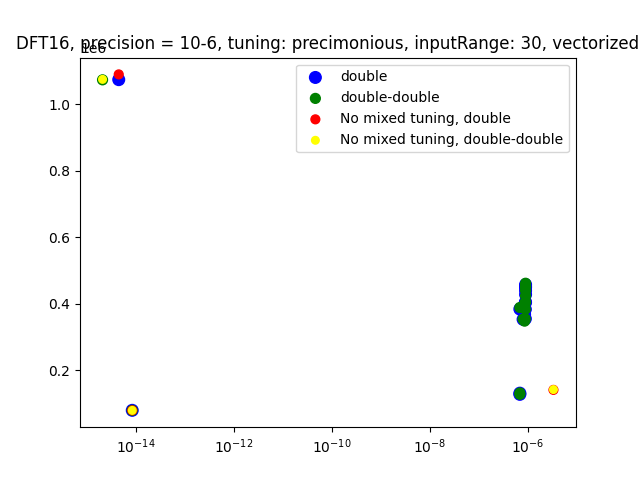 DFT16, precision = 10-6, tuning: precimonious, inputRange: 30, vectorized
1e6
double
double-double
No mixed tuning, double
No mixed tuning, double-double
1.0
0.8
0.6
0.4
0.2
10⁻¹⁴ 10⁻¹² 10⁻¹⁰ 10⁻⁸ 10⁻⁶